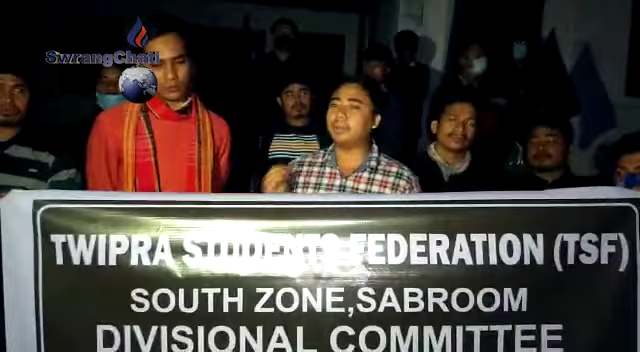 SwrangChati
TWIPRA STUDENTS FEDERATION (TSF)
SOUTH ZONE,SABROOM
DIVISIONAL COMMITTEE